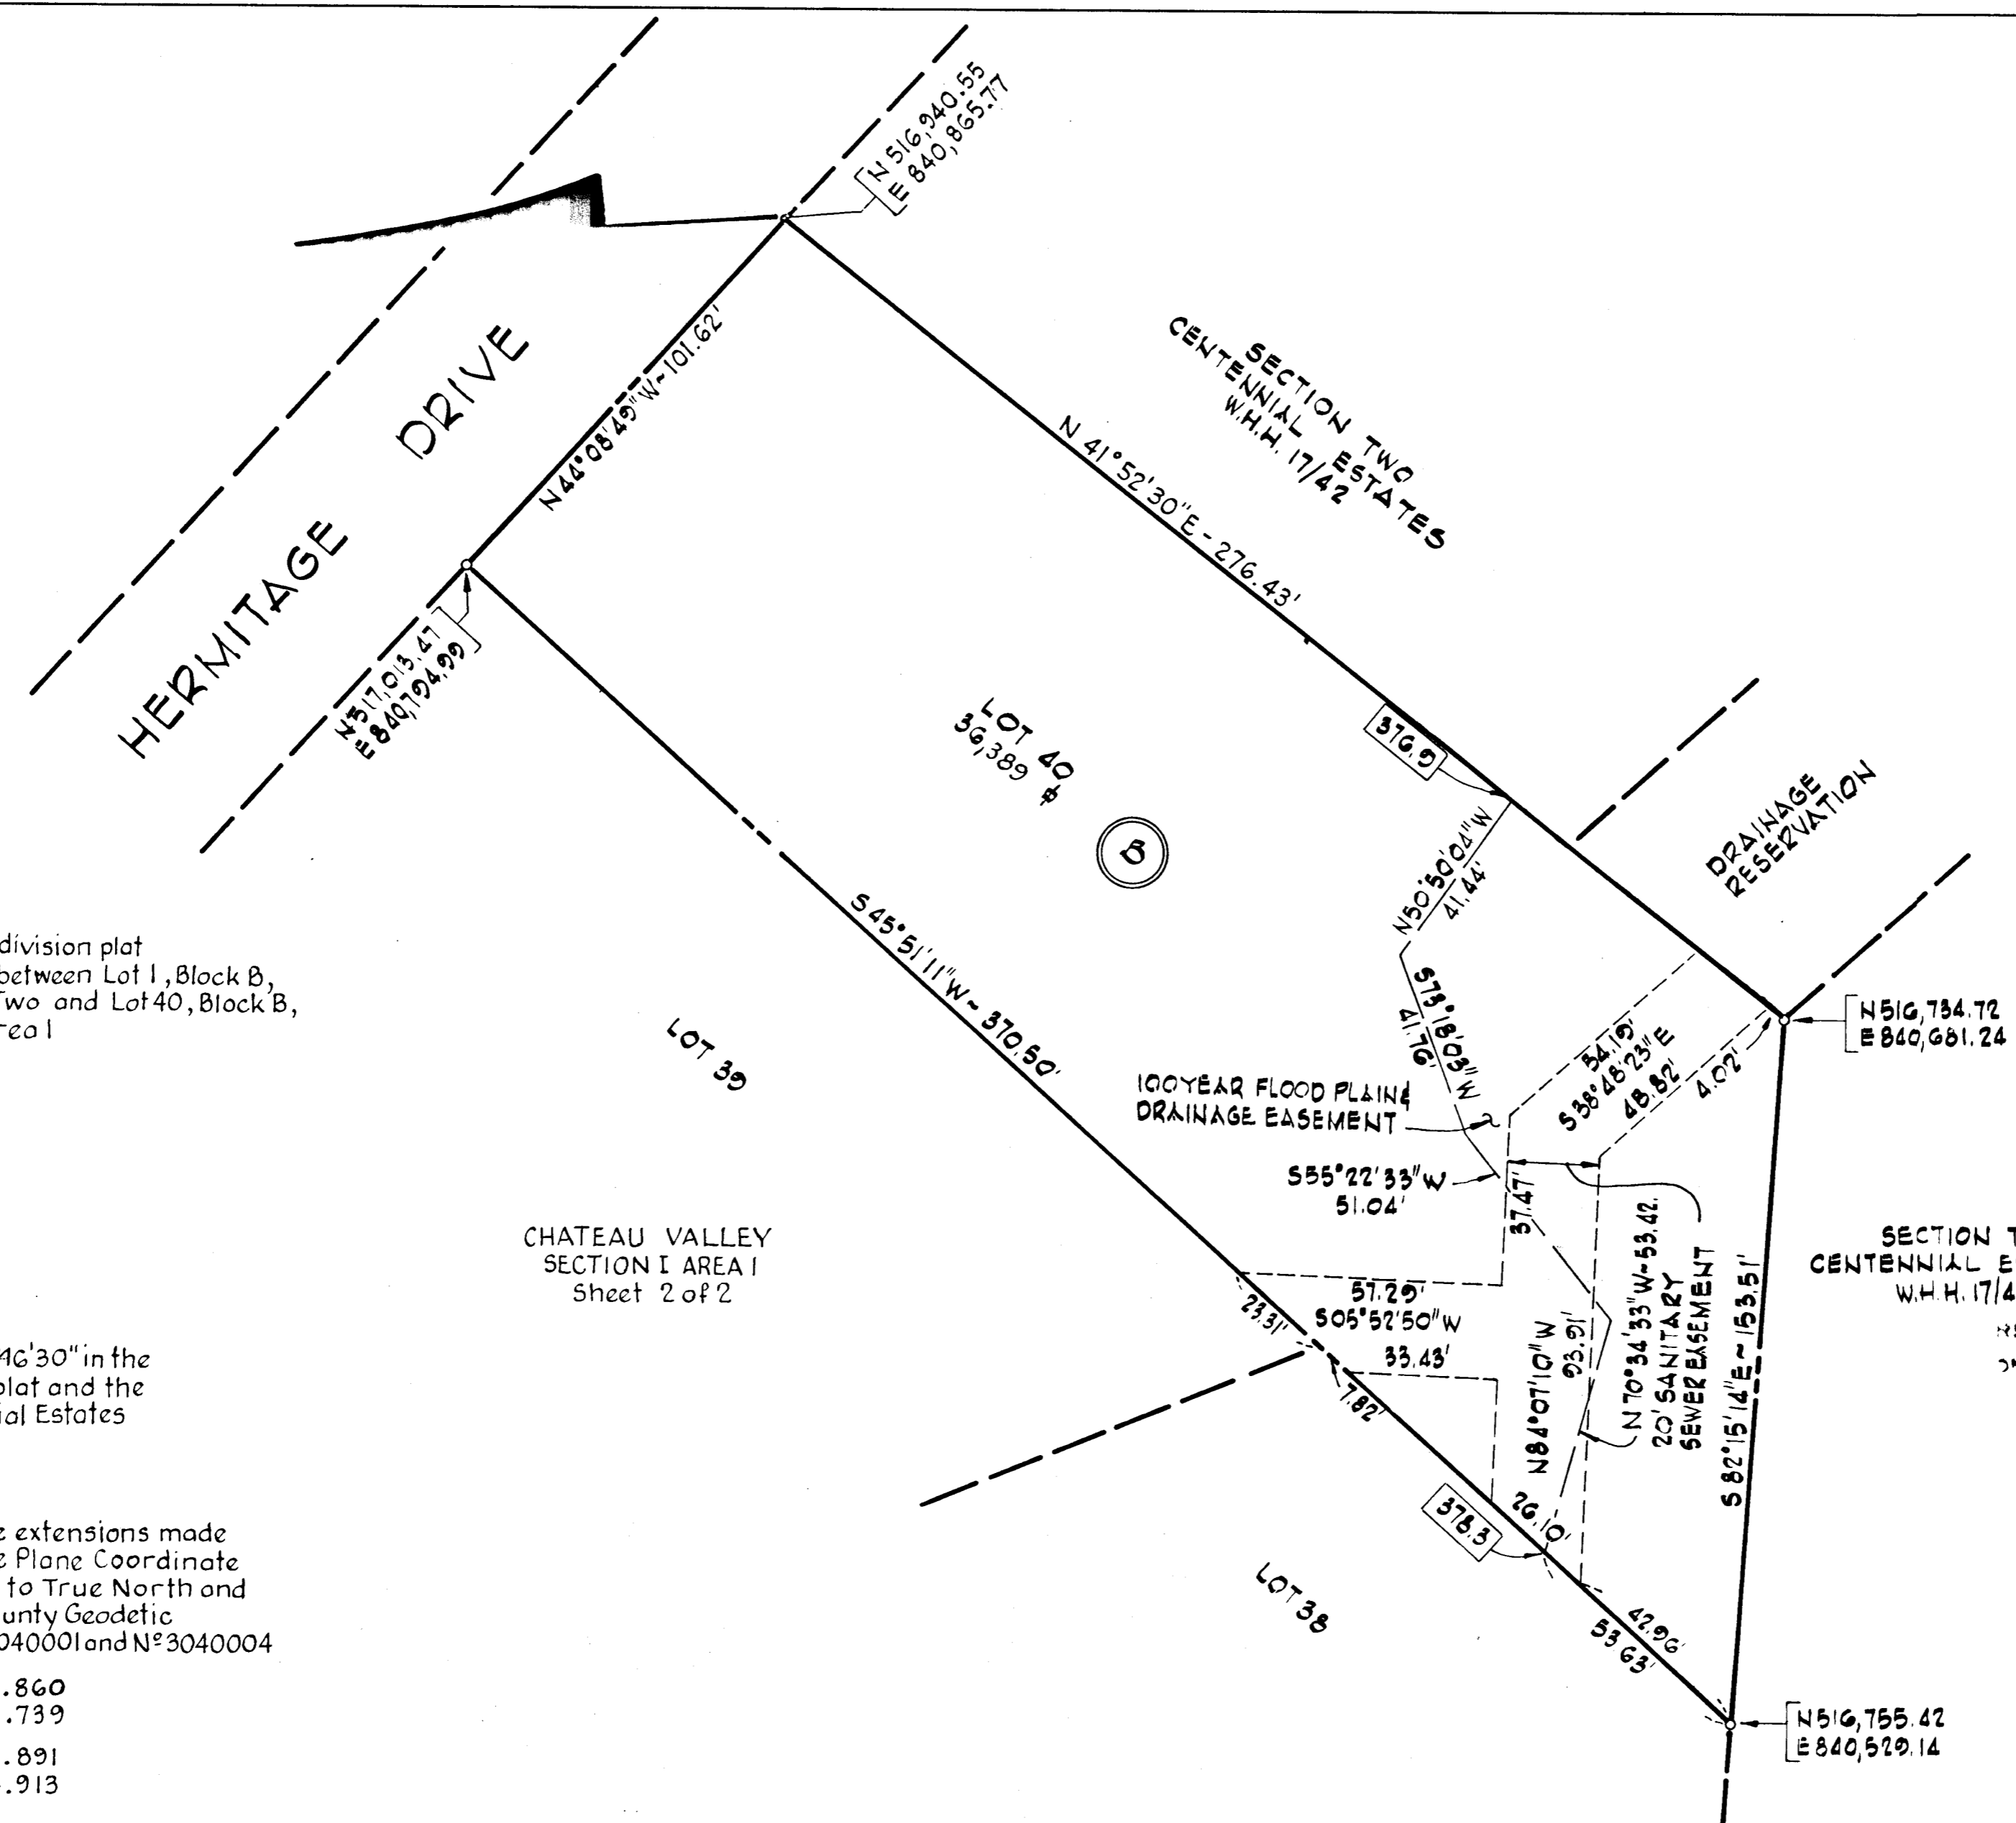 N 516,940.55
E 840,865.77
HERMITAGE DRIVE
N44°08'49"W~101.62'
N 517,013.47
E 840,794.99
SECTION TWO
CENTENNIAL ESTATES
W.H.H. 17/42
N 41°52'30"E - 276.43'
LOT 40
36,389
B
376.9
DRAINAGE
RESERVATION
N50°50'04"W
41.44'
S73°18'03"W
41.76'
S45°51'11"W~370.50'
LOT 39
division plat
between Lot 1, Block B,
Two and Lot 40, Block B,
rea 1
N516,734.72
E 840,681.24
54.19'
S38°48'23"E
48.82'
4.02'
100 YEAR FLOOD PLAIN &
DRAINAGE EASEMENT
S55°22'33"W
51.04'
37.47'
CHATEAU VALLEY
SECTION I AREA 1
Sheet 2 of 2
SECTION T
CENTENNIAL E
W.H.H. 17/4
57.29'
S05°52'50"W
33.43'
23.31'
7.82'
N84°07'10"W
93.91'
N70°34'33"W~53.42.
20' SANITARY
SEWER EASEMENT
S 82°15'14"E~153.51'
46'30" in the
plat and the
ial Estates
378.3
26.10'
LOT 38
42.96'
53.63'
e extensions made
e Plane Coordinate
to True North and
unty Geodetic
040001 and Nº 3040004
.860
.739
.891
.913
N516,755.42
E 840,529.14